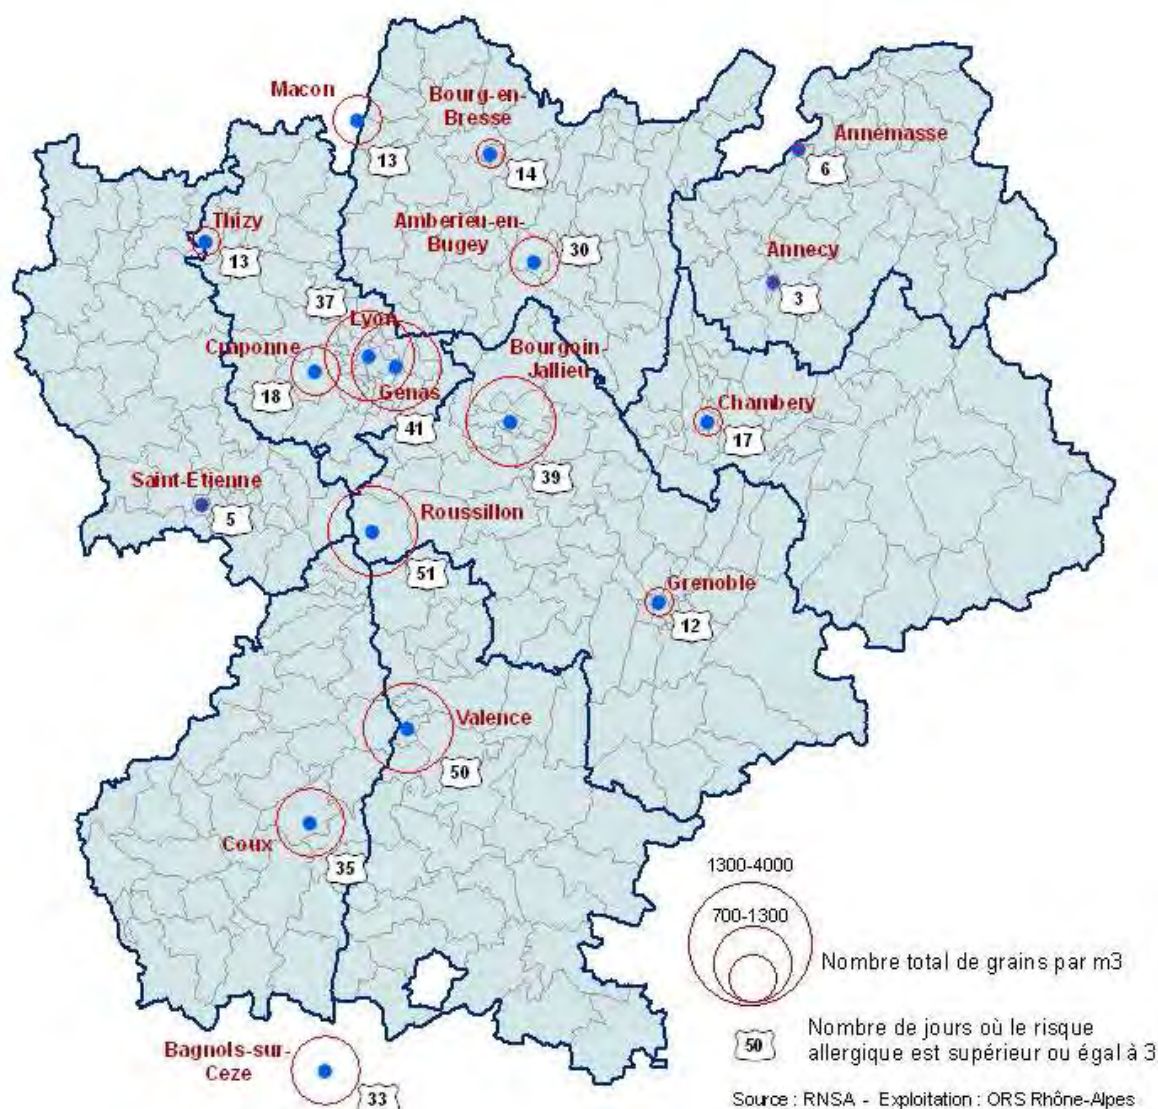 Macon
13
Bourg-en-
Bresse
14
Annemasse
6
Thizy
13
Amberieu-en-
Bugey
30
Annecy
3
37
Lyon
Craponne
18
Genas
41
Bourgoin-
Jallieu
39
Chambery
17
Saint-Etienne
5
Roussillon
51
Grenoble
12
Valence
50
Coux
35
Bagnols-sur-
Ceze
33
1300-4000
700-1300
Nombre total de grains par m3
50
Nombre de jours où le risque
allergique est supérieur ou égal à 3
Source : RNSA - Exploitation : ORS Rhône-Alpes